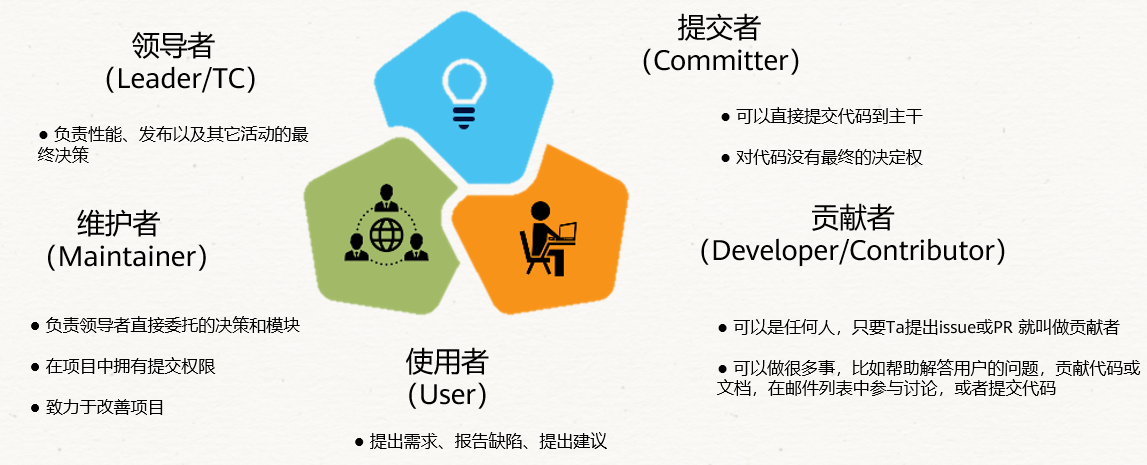 领导者
（Leader/TC）
● 负责性能、发布以及其它活动的最
终决策
维护者
（Maintainer）
● 负责领导者直接委托的决策和模块
● 在项目中拥有提交权限
● 致力于改善项目
使用者
（User）
● 提出需求、报告缺陷、提出建议
提交者
（Committer）
● 可以直接提交代码到主干
● 对代码没有最终的决定权
贡献者
（Developer/Contributor）
● 可以是任何人，只要Ta提出issue或PR 就叫做贡献者
● 可以做很多事，比如帮助解答用户的问题，贡献代码或
文档，在邮件列表中参与讨论，或者提交代码